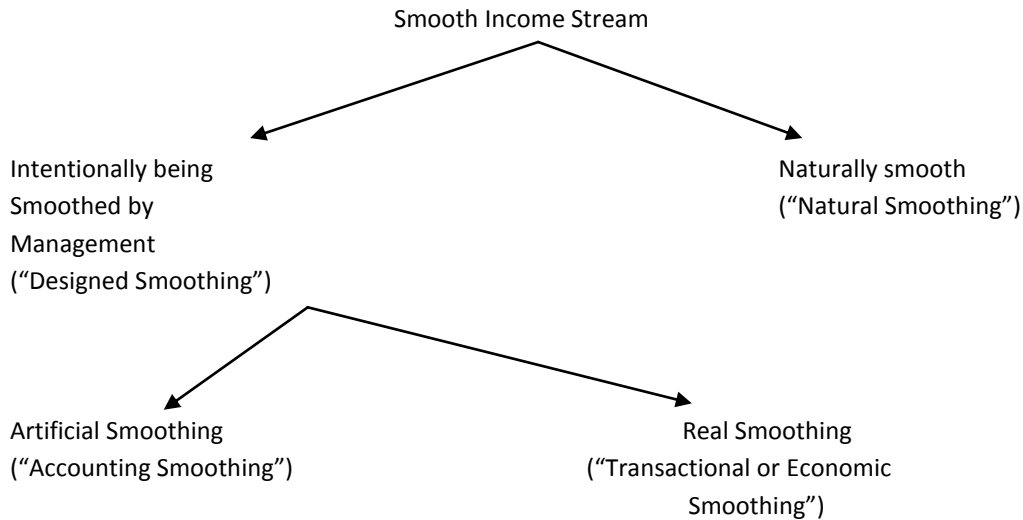 Smooth Income Stream
Intentionally being
Smoothed by
Management
(“Designed Smoothing”)
Naturally smooth
(“Natural Smoothing”)
Artificial Smoothing
(“Accounting Smoothing”)
Real Smoothing
(“Transactional or Economic
Smoothing”)